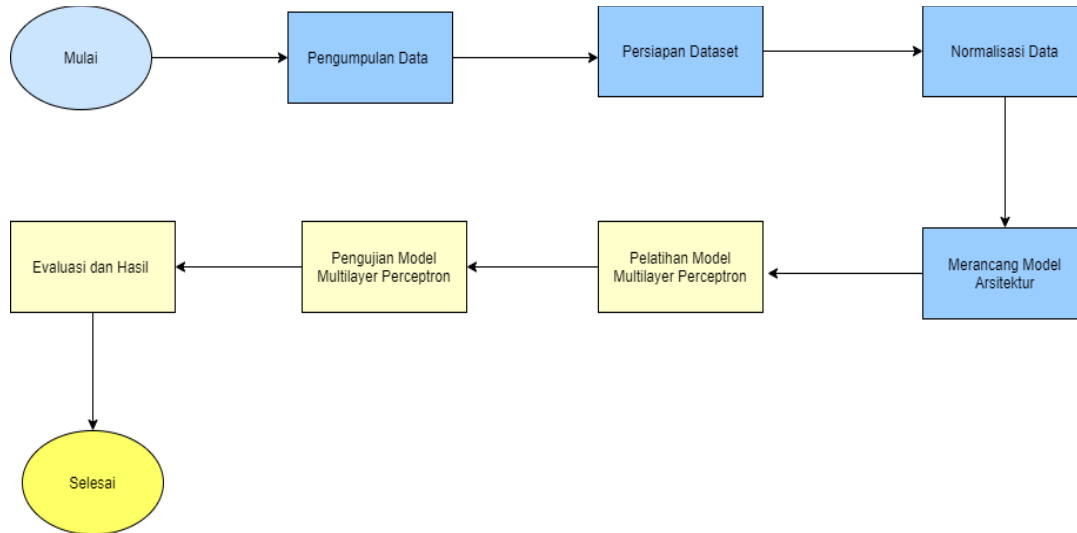 Mulai
Pengumpulan Data
Persiapan Dataset
Normalisasi Data
Merancang Model
Arsitektur
Pelatihan Model
Multilayer Perceptron
Pengujian Model
Multilayer Perceptron
Evaluasi dan Hasil
Selesai